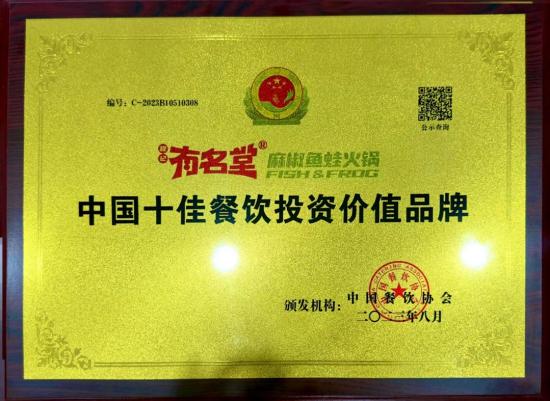 编号：C-2023B10510308
公示查询
有名堂®
麻椒鱼蛙火锅
FISH & FROG
中国十佳餐饮投资价值品牌
颁发机构：中国餐饮协会
二〇二三年八月